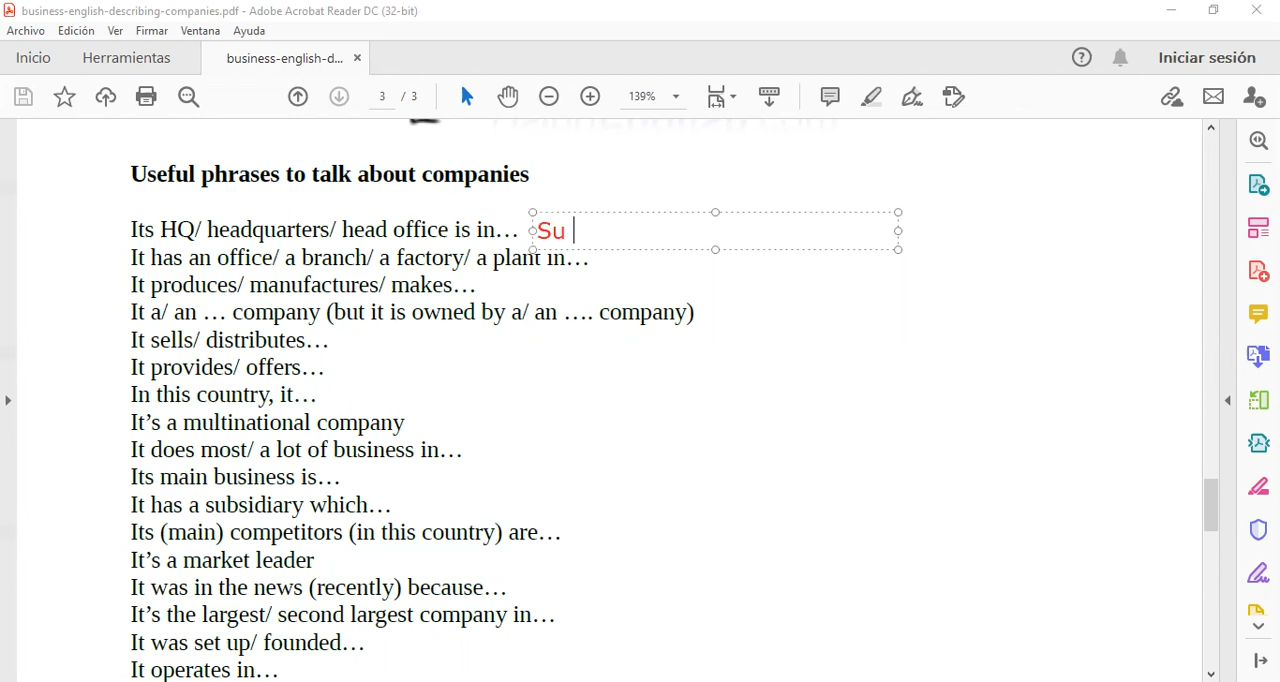 business-english-describing-companies.pdf - Adobe Acrobat Reader DC (32-bit)
Archivo Edición Ver Firmar Ventana Ayuda
Inicio Herramientas business-english-d... × Iniciar sesión
3 / 3 139%
Useful phrases to talk about companies
Its HQ/ headquarters/ head office is in… Su
It has an office/ a branch/ a factory/ a plant in…
It produces/ manufactures/ makes…
It a/ an … company (but it is owned by a/ an …. company)
It sells/ distributes…
It provides/ offers…
In this country, it…
It’s a multinational company
It does most/ a lot of business in…
Its main business is…
It has a subsidiary which…
Its (main) competitors (in this country) are…
It’s a market leader
It was in the news (recently) because…
It’s the largest/ second largest company in…
It was set up/ founded…
It operates in…